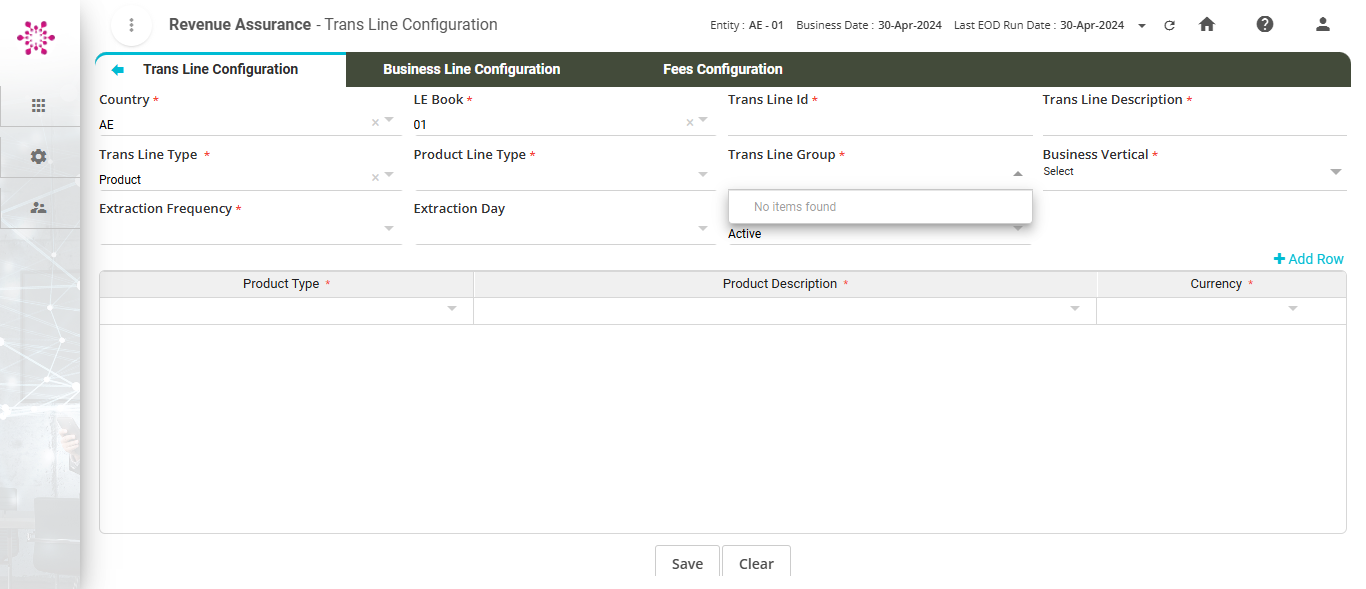 Revenue Assurance - Trans Line Configuration Entity : AE - 01 Business Date : 30-Apr-2024 Last EOD Run Date : 30-Apr-2024
Trans Line Configuration Business Line Configuration Fees Configuration
Country * LE Book * Trans Line Id * Trans Line Description *
AE × 01 ×
Trans Line Type * Product Line Type * Trans Line Group * Business Vertical *
Product × Select
Extraction Frequency * Extraction Day No items found
Active
+ Add Row
Product Type * Product Description * Currency *
Save Clear